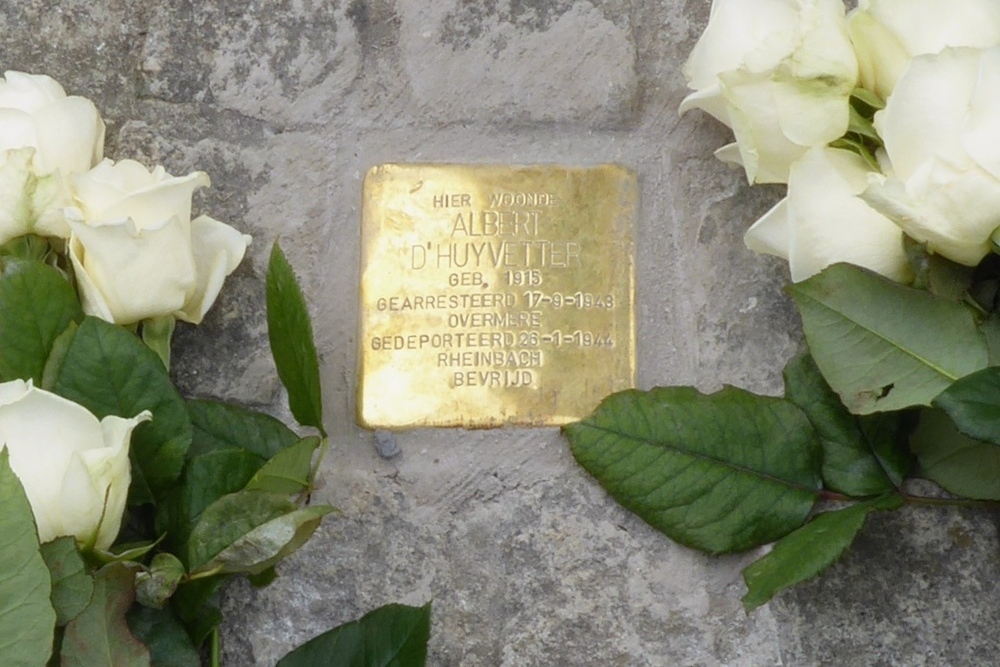 HIER WOONDE
ALBERT
D'HUYVETTER
GEB. 1915
GEARRESTEERD 17-9-1943
OVERMERE
GEDEPORTEERD 26-1-1944
RHEINBACH
BEVRIJD